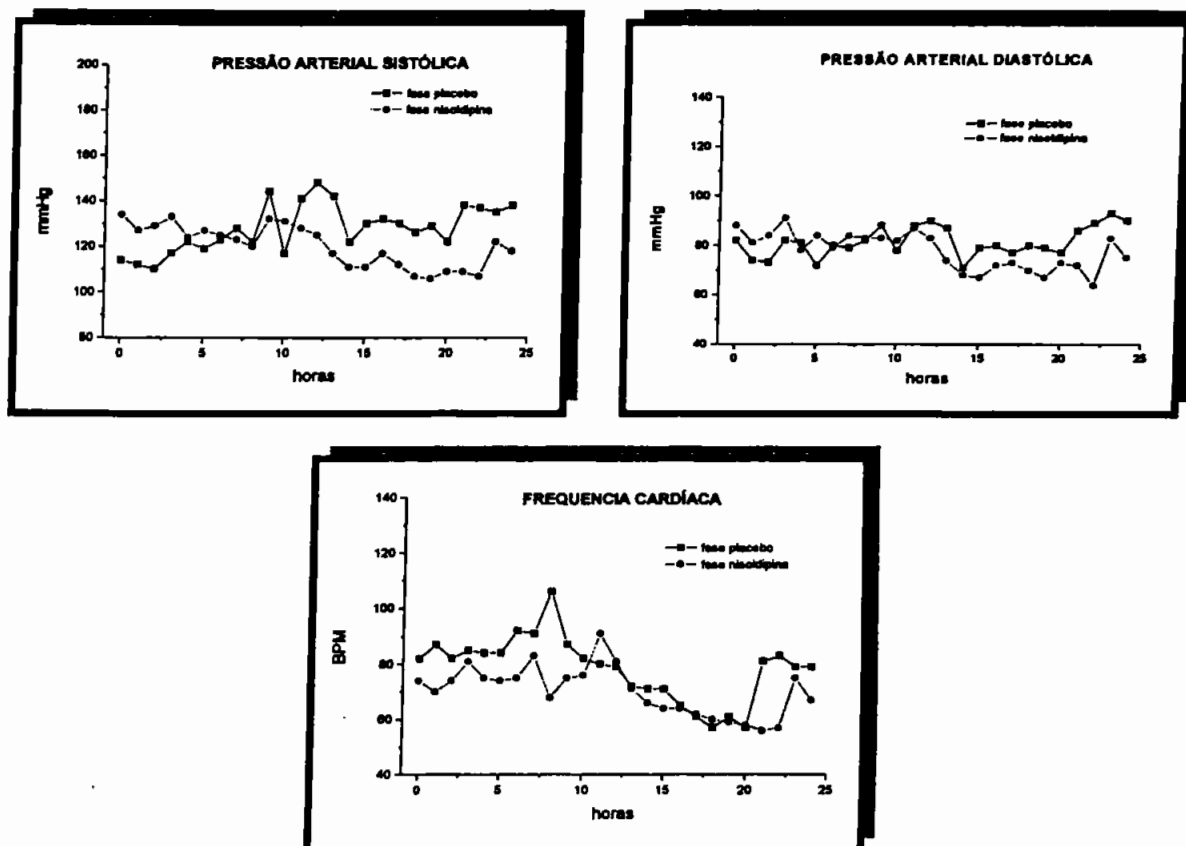 PRESSÃO ARTERIAL SISTÓLICA
fase placebo
fase nisoldipina
mmHg
200
180
160
140
120
100
80
0
5
10
15
20
25
horas
PRESSÃO ARTERIAL DIASTÓLICA
fase placebo
fase nisoldipina
mmHg
140
120
100
80
60
40
0
5
10
15
20
25
horas
FREQUENCIA CARDÍACA
fase placebo
fase nisoldipina
BPM
140
120
100
80
60
40
0
5
10
15
20
25
horas